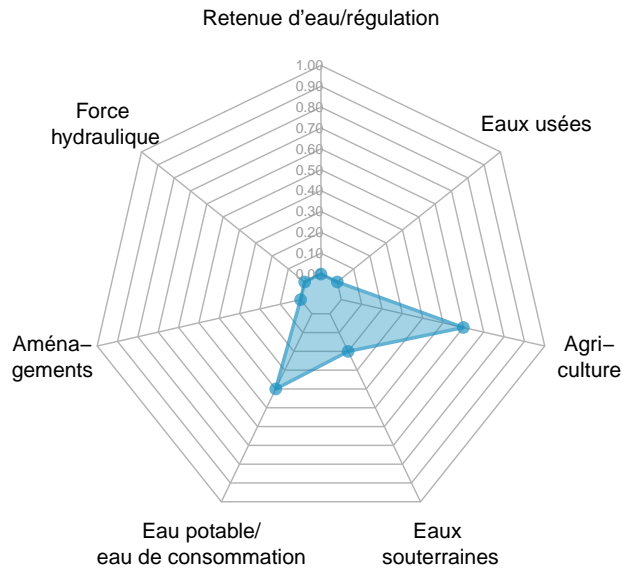 Retenue d'eau/régulation
Force
hydraulique
Eaux usées
1.00
0.90
0.80
0.70
0.60
0.50
0.40
0.30
0.20
0.10
0.00
Aména–
gements
Agri–
culture
Eau potable/
eau de consommation
Eaux
souterraines